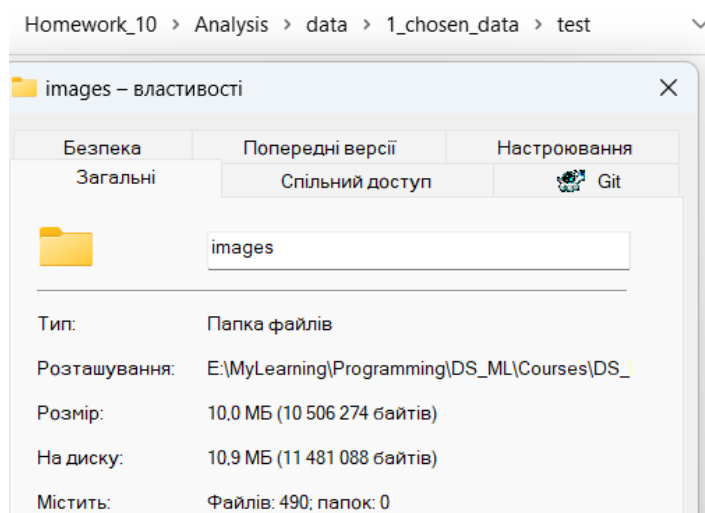 Homework_10 > Analysis > data > 1_chosen_data > test
images – властивості
Безпека Попередні версії Настроювання
Загальні Спільний доступ Git
images
Тип: Папка файлів
Розташування: E:\MyLearning\Programming\DS_ML\Courses\DS_
Розмір: 10,0 МБ (10 506 274 байтів)
На диску: 10,9 МБ (11 481 088 байтів)
Містить: Файлів: 490; папок: 0